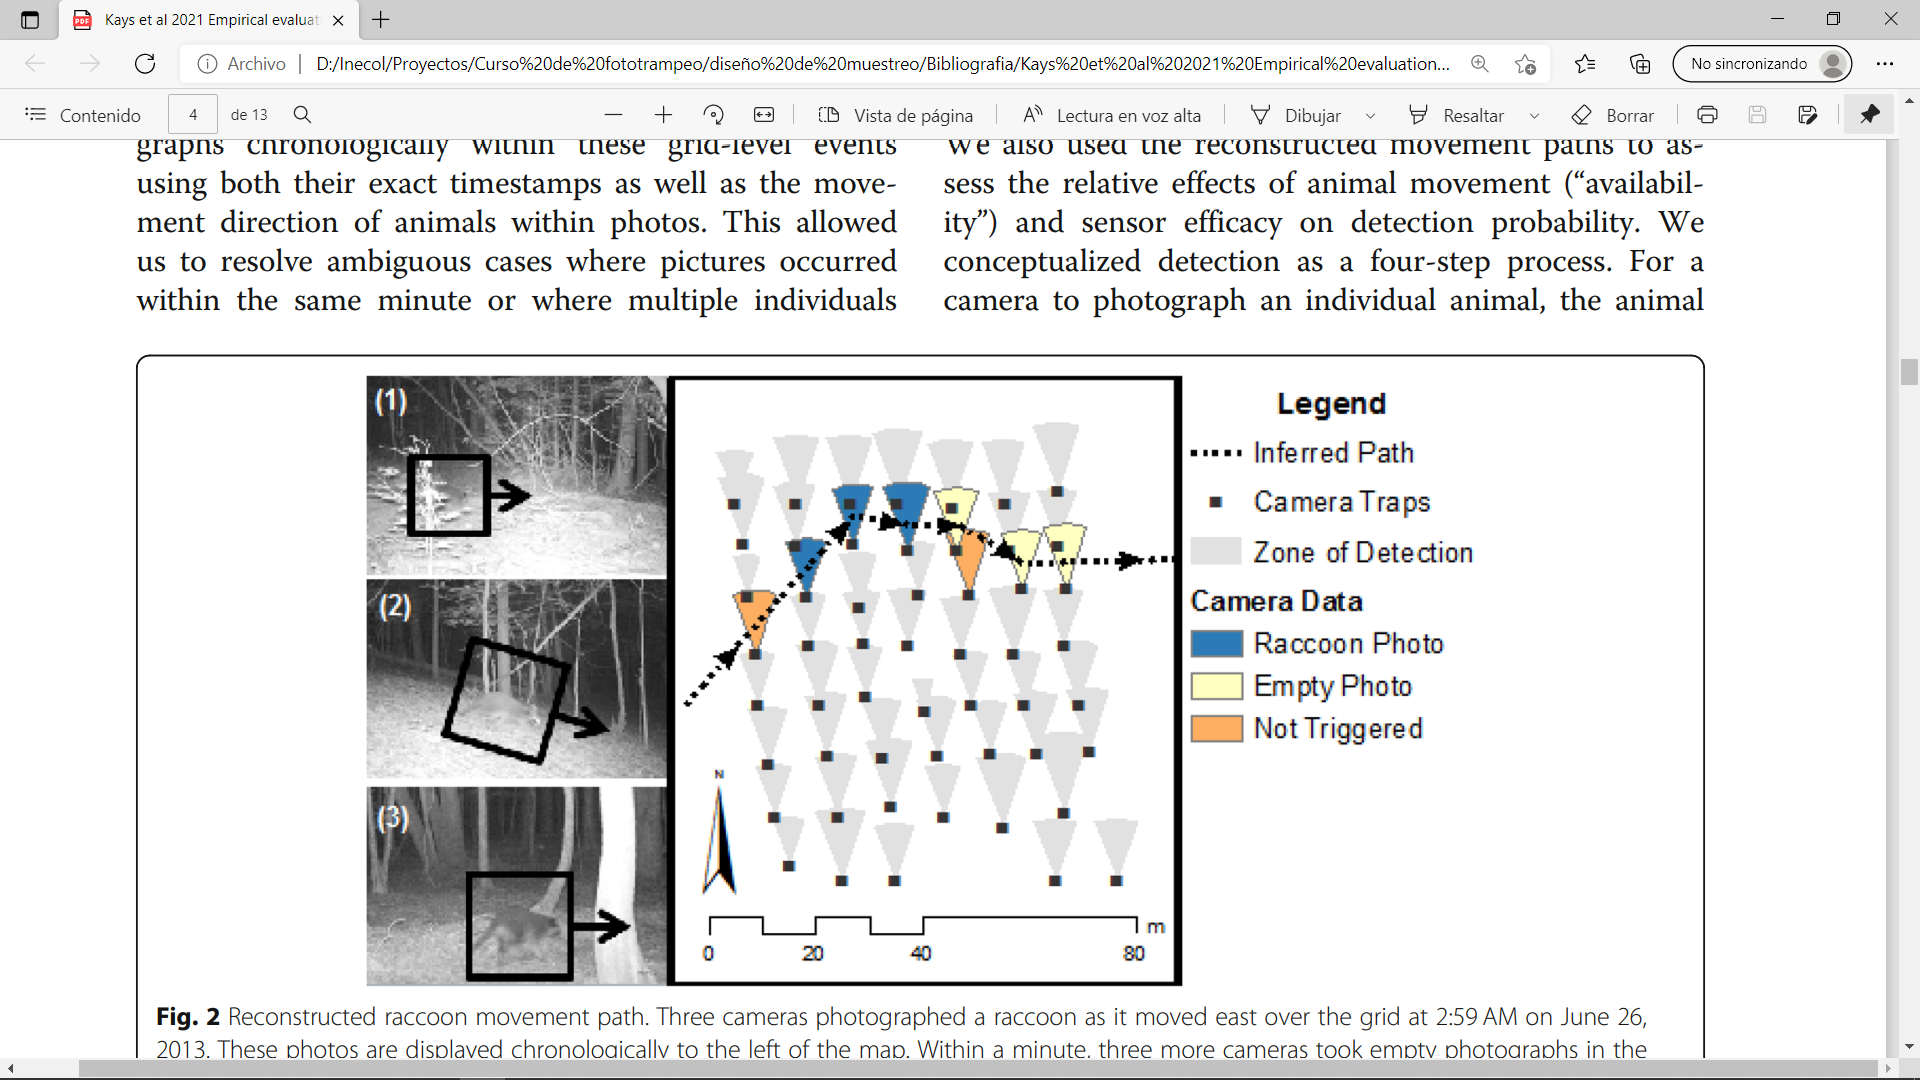 Kays et al 2021 Empirical evaluat
Archivo
D:/Inecol/Proyectos/Curso%20de%20fototrampeo/diseño%20de%20muestreo/Bibliografia/Kays%20et%20al%202021%20Empirical%20evaluation...
No sincronizando
Contenido
4
de 13
Vista de página
Lectura en voz alta
Dibujar
Resaltar
Borrar
graphs chronologically within these grid-level events
using both their exact timestamps as well as the move-
ment direction of animals within photos. This allowed
us to resolve ambiguous cases where pictures occurred
within the same minute or where multiple individuals
We also used the reconstructed movement paths to as-
sess the relative effects of animal movement (“availabil-
ity”) and sensor efficacy on detection probability. We
conceptualized detection as a four-step process. For a
camera to photograph an individual animal, the animal
(1)
(2)
(3)
N
0 20 40 80 m
Legend
Inferred Path
Camera Traps
Zone of Detection
Camera Data
Raccoon Photo
Empty Photo
Not Triggered
Fig. 2 Reconstructed raccoon movement path. Three cameras photographed a raccoon as it moved east over the grid at 2:59 AM on June 26,
2013. These photos are displayed chronologically to the left of the map. Within a minute, three more cameras took empty photographs in the